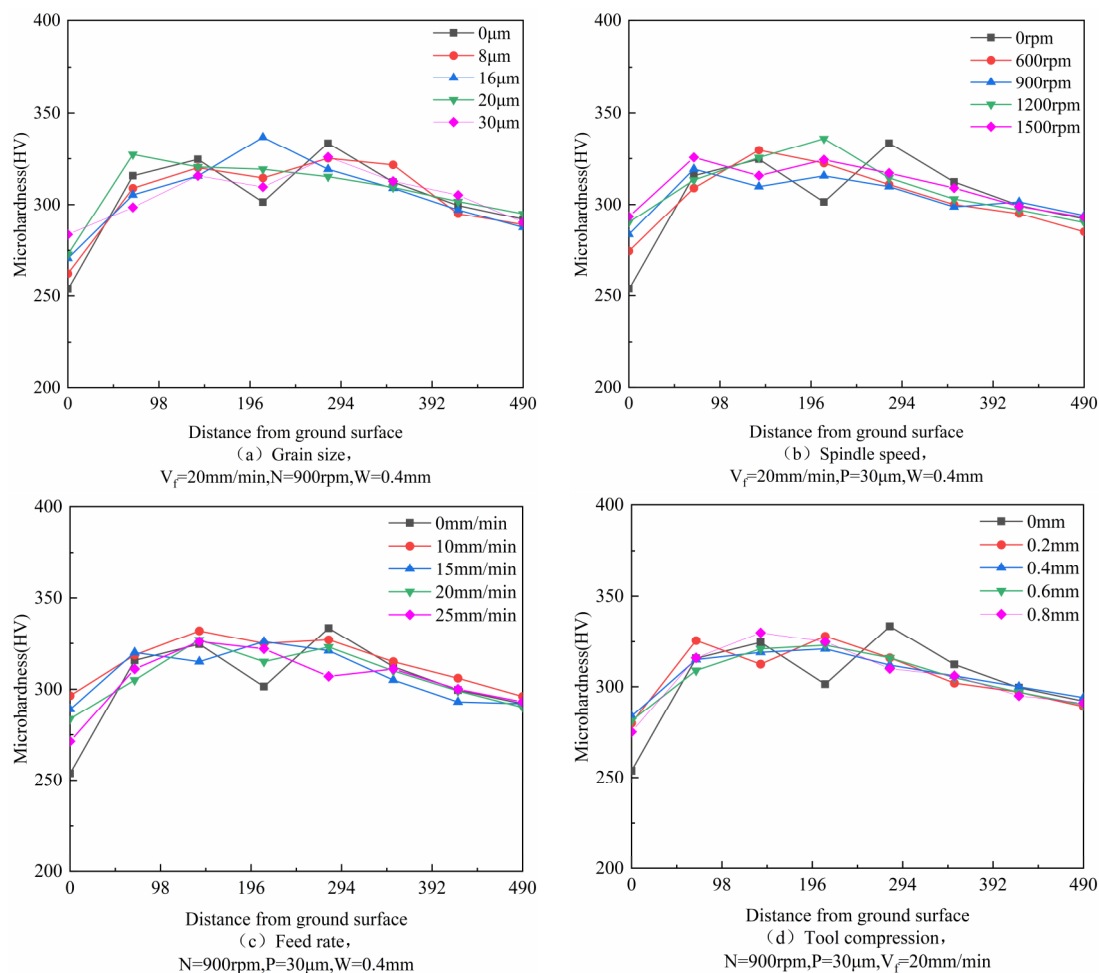 400
350
300
250
200
Microhardness(HV)
0μm
8μm
16μm
20μm
30μm
0
98
196
294
392
490
Distance from ground surface
（a）Grain size，
Vf=20mm/min,N=900rpm,W=0.4mm
400
350
300
250
200
Microhardness(HV)
0rpm
600rpm
900rpm
1200rpm
1500rpm
0
98
196
294
392
490
Distance from ground surface
（b）Spindle speed，
Vf=20mm/min,P=30μm,W=0.4mm
400
350
300
250
200
Microhardness(HV)
0mm/min
10mm/min
15mm/min
20mm/min
25mm/min
0
98
196
294
392
490
Distance from ground surface
（c）Feed rate，
N=900rpm,P=30μm,W=0.4mm
400
350
300
250
200
Microhardness(HV)
0mm
0.2mm
0.4mm
0.6mm
0.8mm
0
98
196
294
392
490
Distance from ground surface
（d）Tool compression，
N=900rpm,P=30μm,Vf=20mm/min